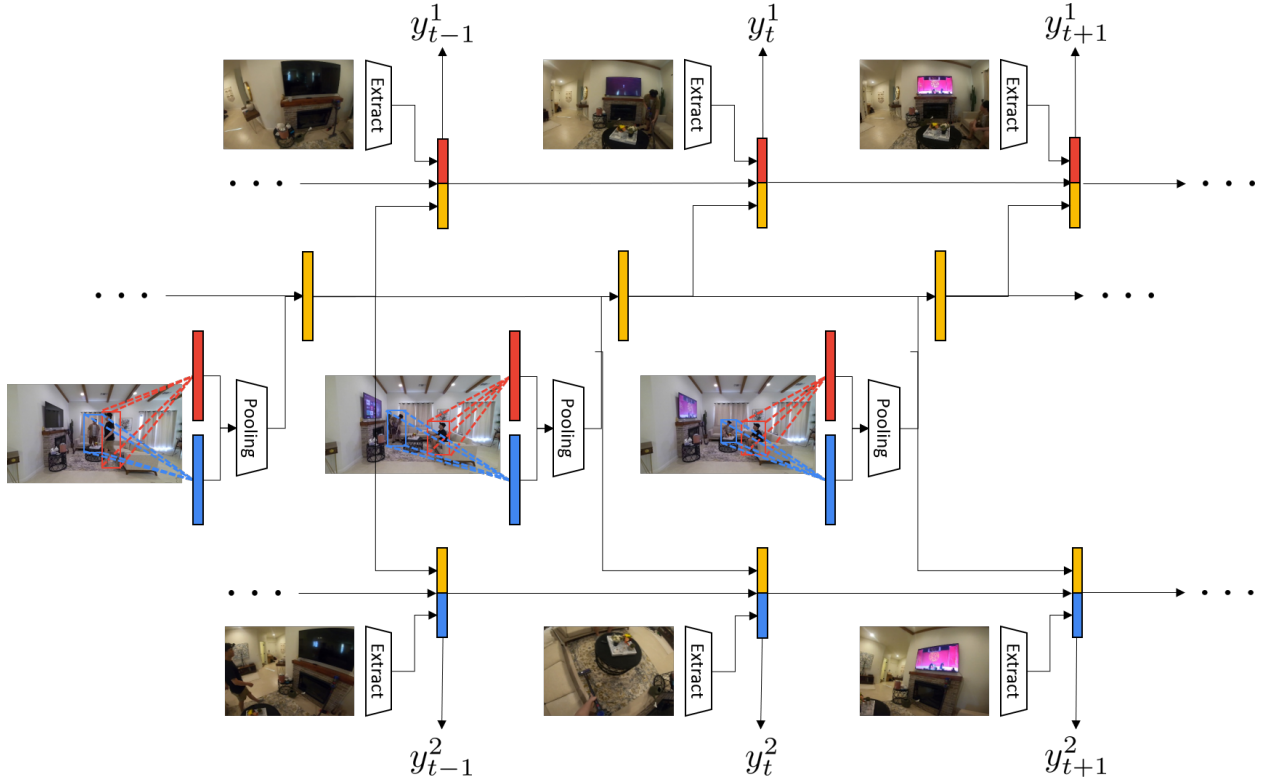 y^1_{t-1} y^1_t y^1_{t+1}
Extract Extract Extract
. . . . . .
. . . . . .
Pooling Pooling Pooling
. . . . . .
Extract Extract Extract
y^2_{t-1} y^2_t y^2_{t+1}